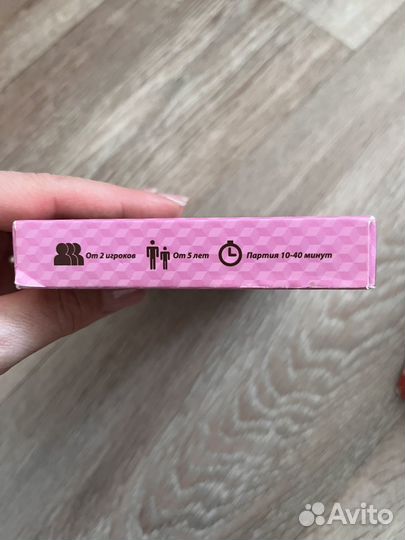 От 2 игроков
От 5 лет
Партия 10-40 минут
Avito